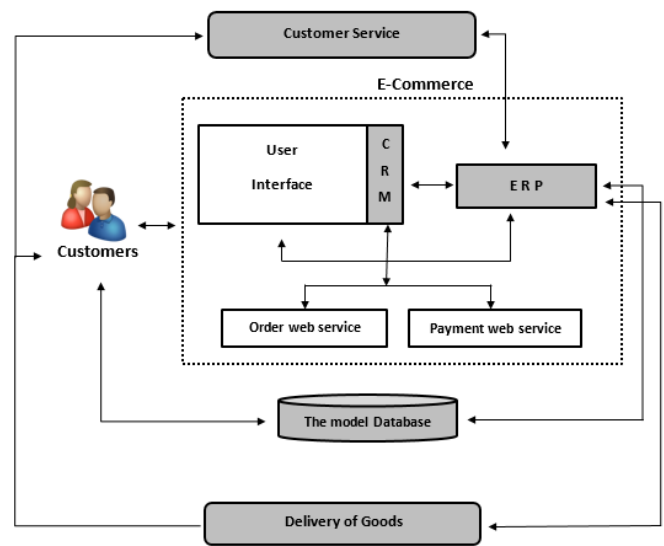 Customer Service
E-Commerce
User
Interface
C
R
M
E R P
Customers
Order web service
Payment web service
The model Database
Delivery of Goods